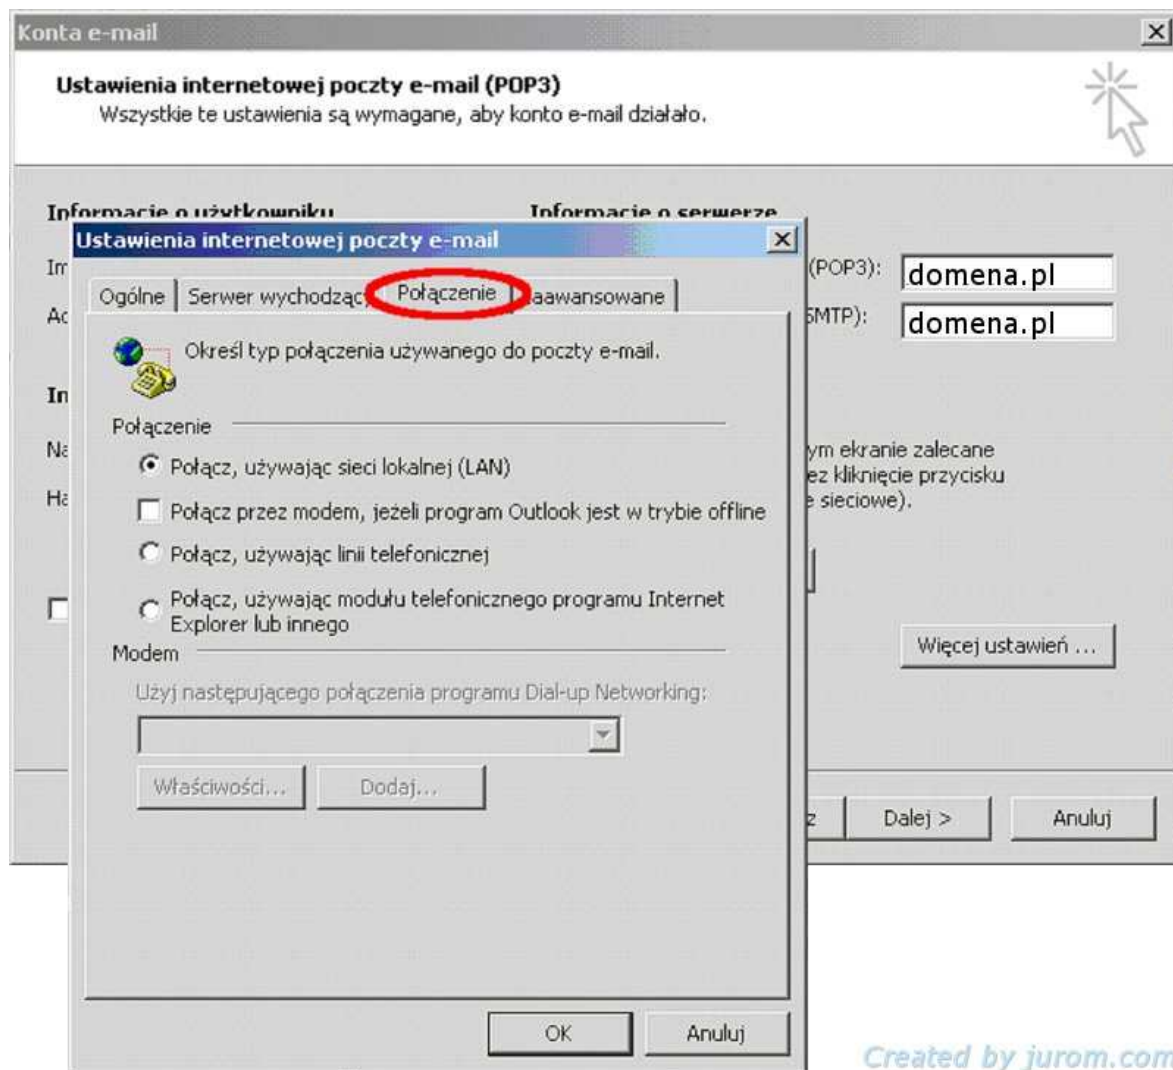 Konta e-mail
Ustawienia internetowej poczty e-mail (POP3)
Wszystkie te ustawienia są wymagane, aby konto e-mail działało.
Informacje o użytkowniku
Informacje o serwerze
Ustawienia internetowej poczty e-mail
(POP3): domena.pl
domena.pl
Ogólne Serwer wychodzący Połączenie
Określ typ połączenia używanego do poczty e-mail.
Połączenie
Połącz, używając sieci lokalnej (LAN)
Połącz przez modem, jeżeli program Outlook jest w trybie offline
Połącz, używając linii telefonicznej
Połącz, używając modułu telefonicznego programu Internet
Explorer lub innego
Modem
Użyj następującego połączenia programu Dial-up Networking:
Właściwości... Dodaj...
ekranie zalecane
kliknięcie przycisku
sieciowe).
Więcej ustawień ...
Dalej > Anuluj
OK Anuluj
Created by jurom.com